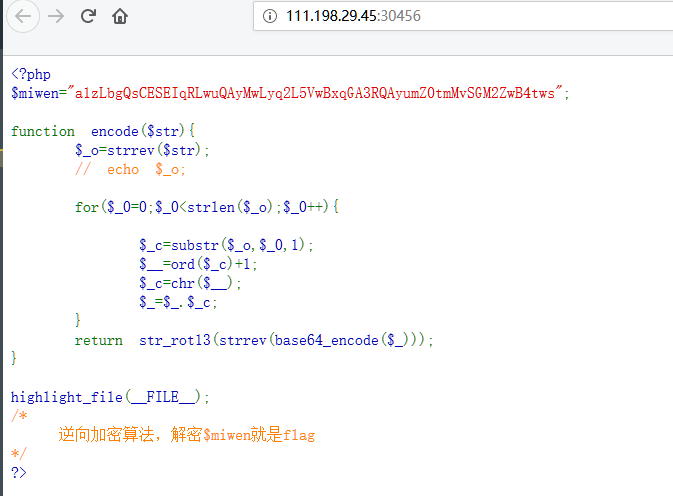 111.198.29.45:30456
<?php
$miwen="a1zLbgQsCESEIqRLwuQAyMwLyq2L5VwBxqGA3RQAyumZ0tmMvSGM2ZwB4tws";
function encode($str){
$_o=strrev($str);
// echo $_o;
for($_0=0;$_0<strlen($_o);$_0++){
$_c=substr($_o,$_0,1);
$__=ord($_c)+1;
$_c=chr($__);
$_=$_.$_c;
}
return str_rot13(strrev(base64_encode($_)));
}
highlight_file(__FILE__);
/*
逆向加密算法，解密$miwen就是flag
*/
?>